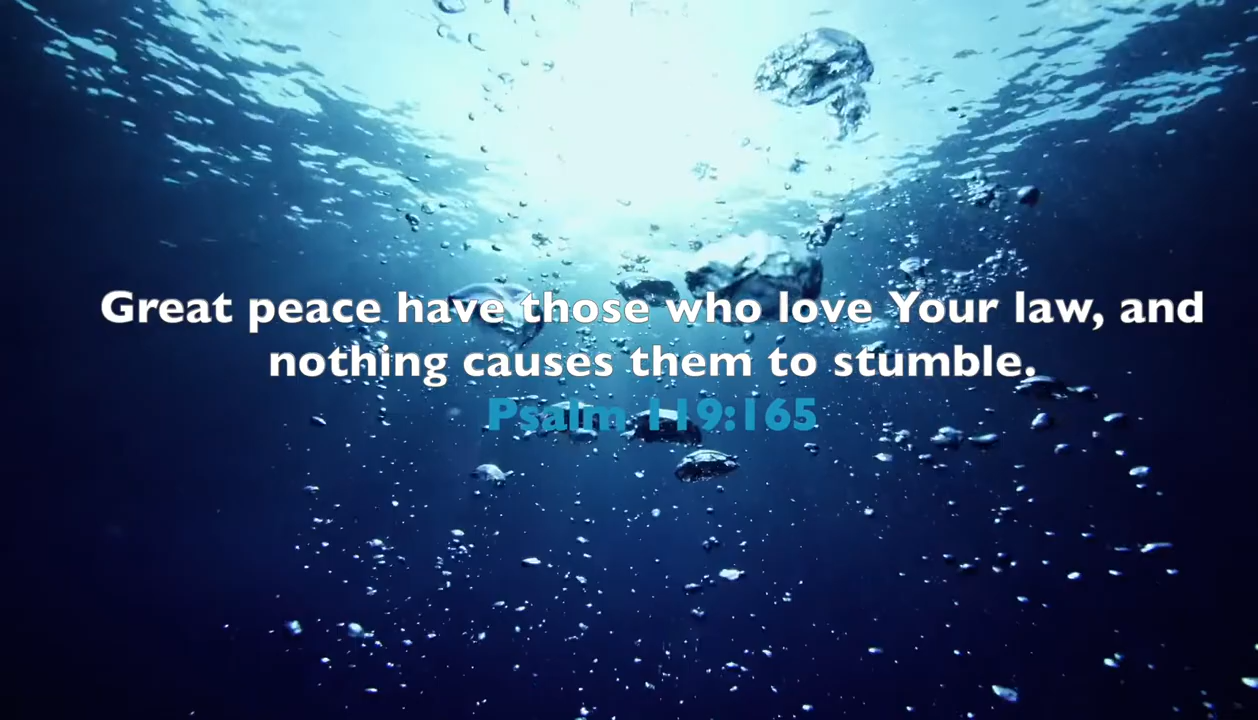 Great peace have those who love Your law, and
nothing causes them to stumble.
Psalm 119:165